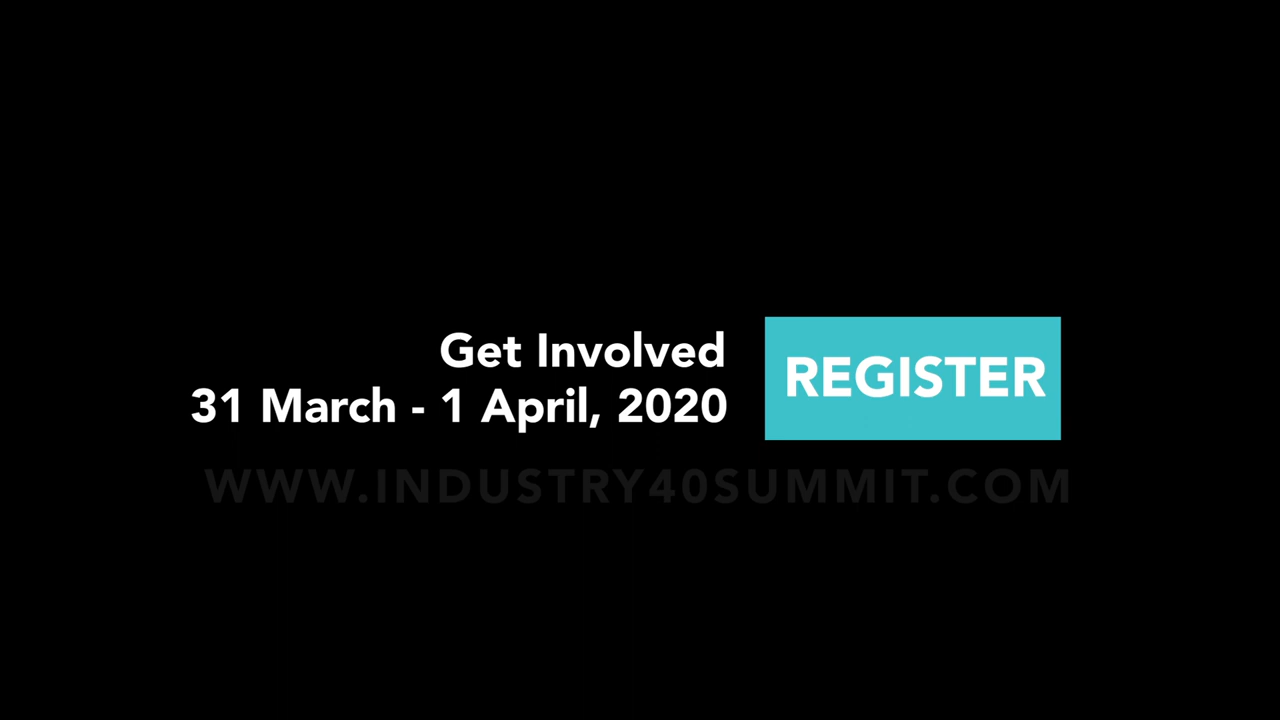 Get Involved
31 March - 1 April, 2020
REGISTER
WWW.INDUSTRY40SUMMIT.COM